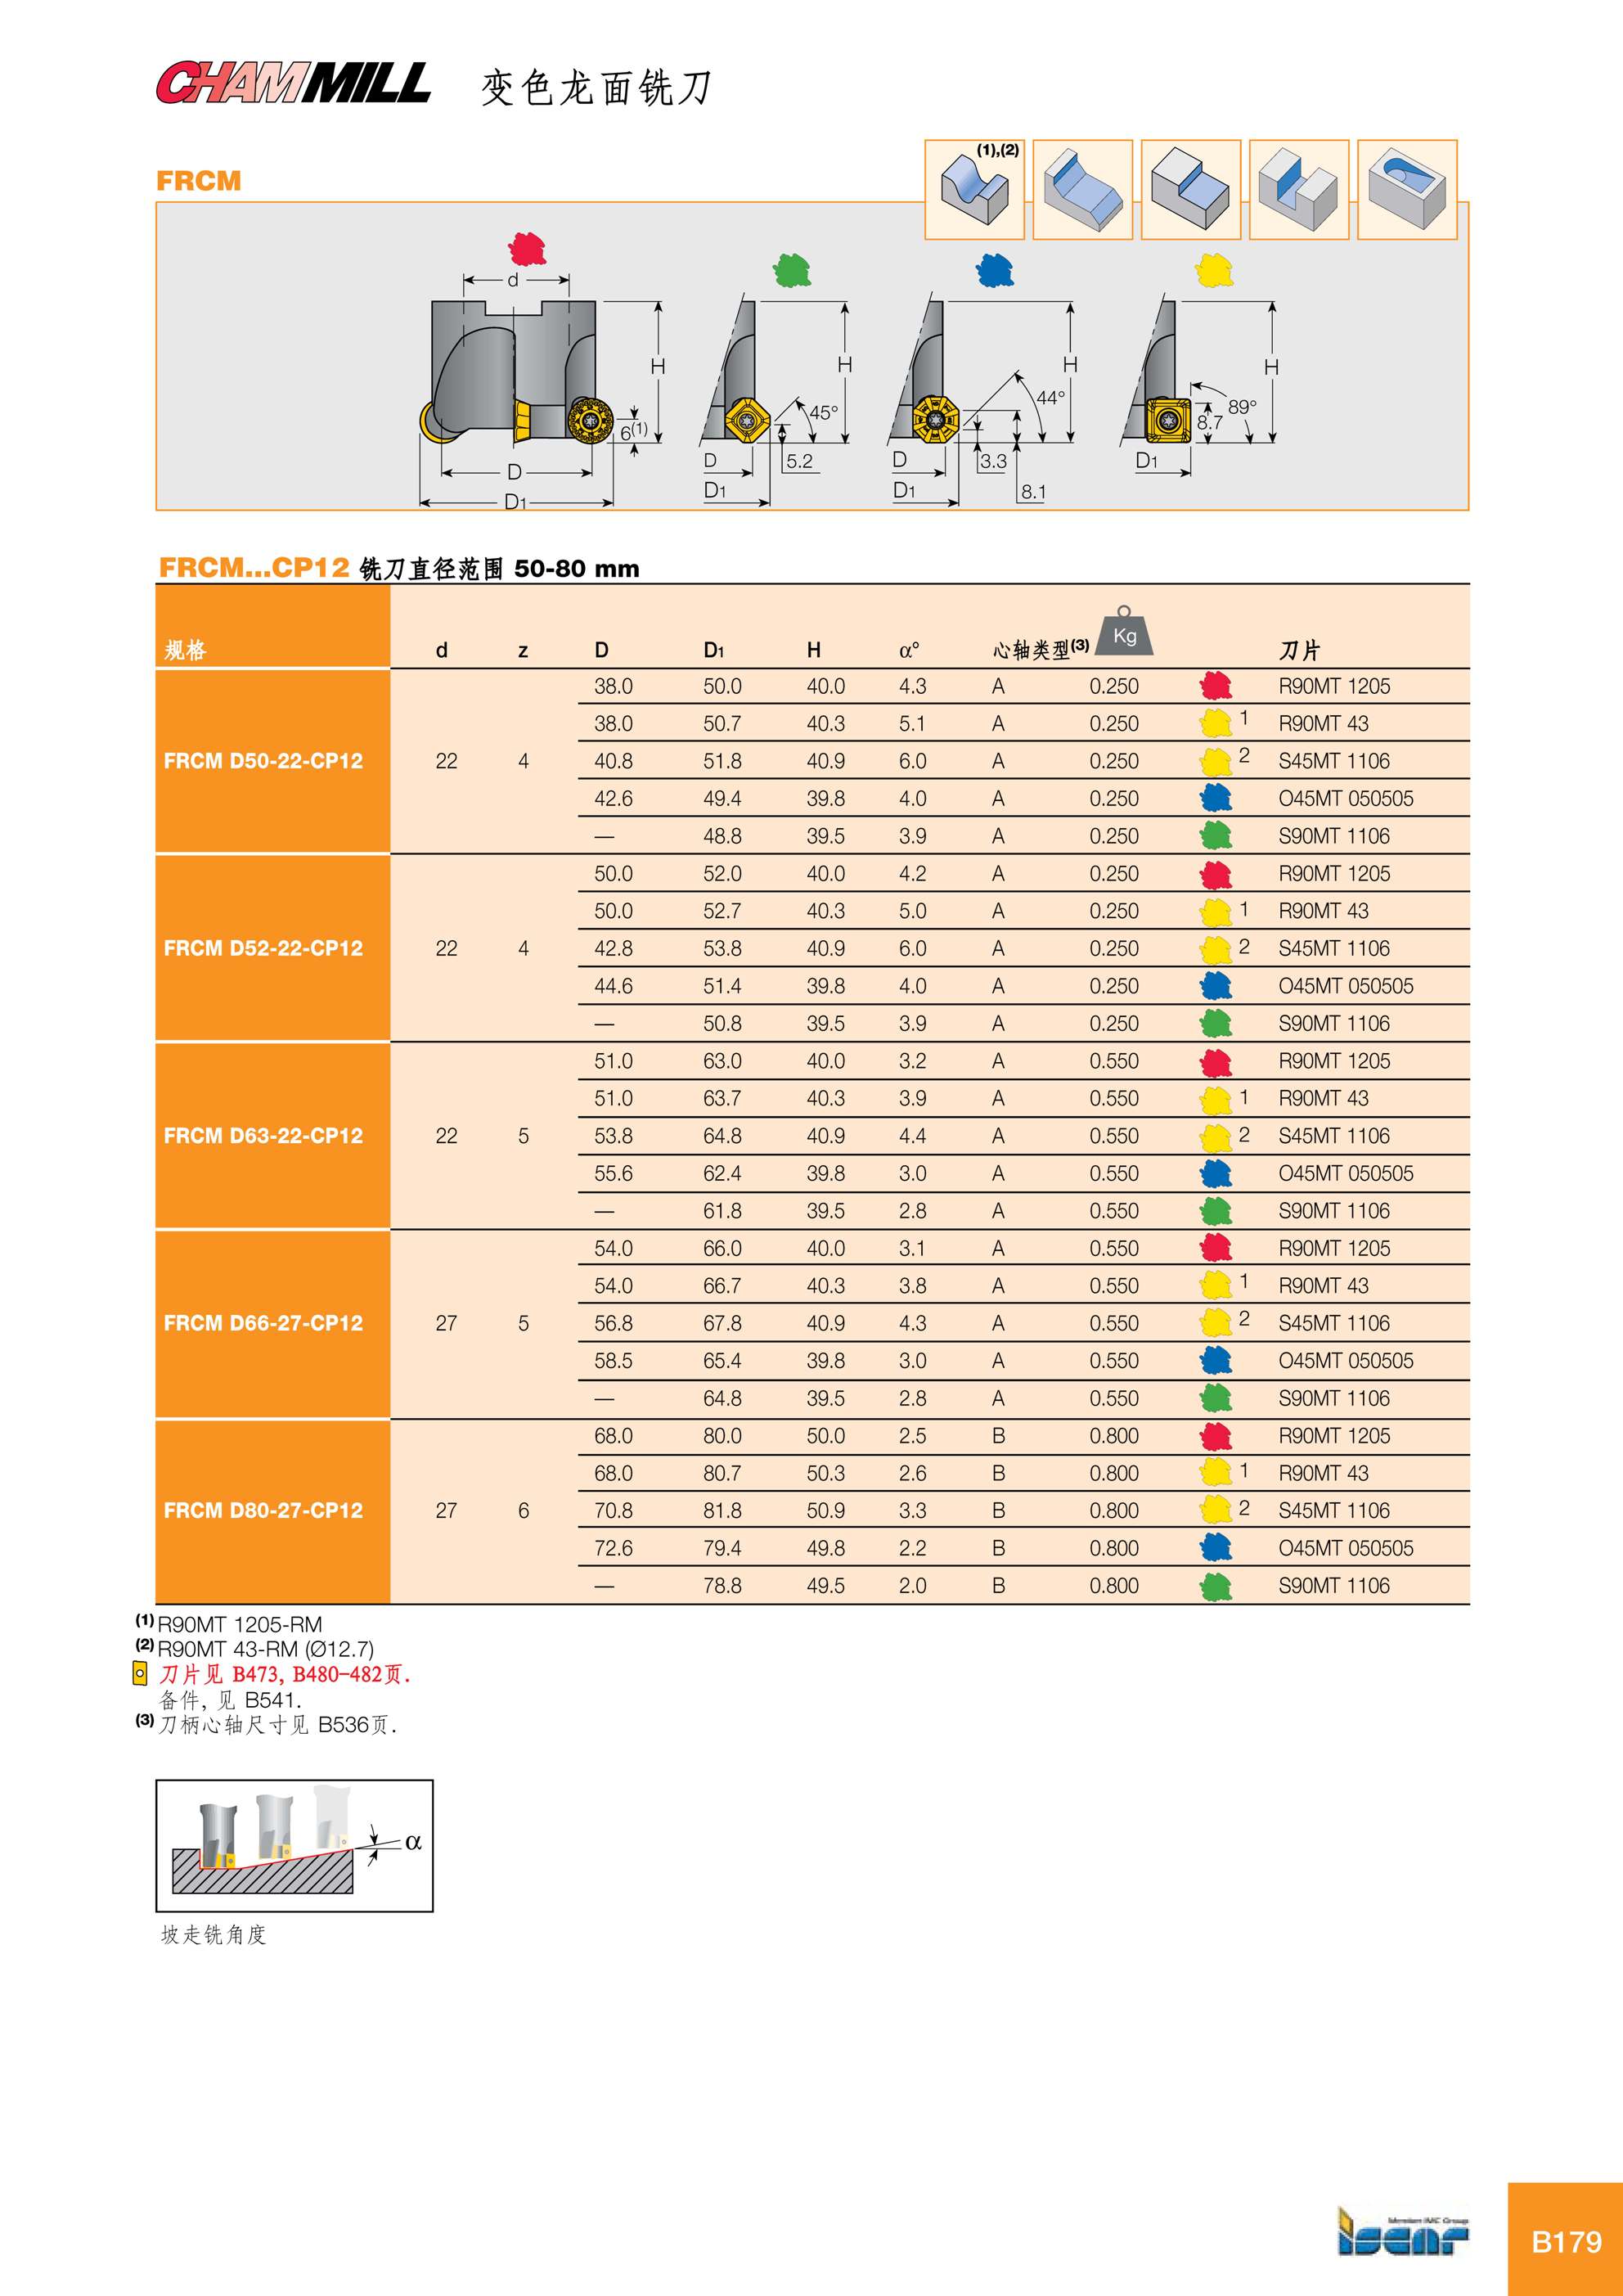 CHAMMILL 变色龙面铣刀
(1),(2)
FRCM
d
H
6(1)
D
D1
45°
H
D
5.2
D1
44°
H
D
3.3
D1
8.1
89°
8.7
H
D1
FRCM...CP12 铣刀直径范围 50-80 mm
规格 d z D D1 H α° 心轴类型(3) Kg 刀片
38.0 50.0 40.0 4.3 A 0.250 R90MT 1205
38.0 50.7 40.3 5.1 A 0.250 1 R90MT 43
FRCM D50-22-CP12 22 4 40.8 51.8 40.9 6.0 A 0.250 2 S45MT 1106
42.6 49.4 39.8 4.0 A 0.250 O45MT 050505
— 48.8 39.5 3.9 A 0.250 S90MT 1106
50.0 52.0 40.0 4.2 A 0.250 R90MT 1205
50.0 52.7 40.3 5.0 A 0.250 1 R90MT 43
FRCM D52-22-CP12 22 4 42.8 53.8 40.9 6.0 A 0.250 2 S45MT 1106
44.6 51.4 39.8 4.0 A 0.250 O45MT 050505
— 50.8 39.5 3.9 A 0.250 S90MT 1106
51.0 63.0 40.0 3.2 A 0.550 R90MT 1205
51.0 63.7 40.3 3.9 A 0.550 1 R90MT 43
FRCM D63-22-CP12 22 5 53.8 64.8 40.9 4.4 A 0.550 2 S45MT 1106
55.6 62.4 39.8 3.0 A 0.550 O45MT 050505
— 61.8 39.5 2.8 A 0.550 S90MT 1106
54.0 66.0 40.0 3.1 A 0.550 R90MT 1205
54.0 66.7 40.3 3.8 A 0.550 1 R90MT 43
FRCM D66-27-CP12 27 5 56.8 67.8 40.9 4.3 A 0.550 2 S45MT 1106
58.5 65.4 39.8 3.0 A 0.550 O45MT 050505
— 64.8 39.5 2.8 A 0.550 S90MT 1106
68.0 80.0 50.0 2.5 B 0.800 R90MT 1205
68.0 80.7 50.3 2.6 B 0.800 1 R90MT 43
FRCM D80-27-CP12 27 6 70.8 81.8 50.9 3.3 B 0.800 2 S45MT 1106
72.6 79.4 49.8 2.2 B 0.800 O45MT 050505
— 78.8 49.5 2.0 B 0.800 S90MT 1106
(1) R90MT 1205-RM
(2) R90MT 43-RM (Ø12.7)
刀片见 B473, B480-482页.
备件, 见 B541.
(3) 刀柄心轴尺寸见 B536页.
α
坡走铣角度
Member IMC Group
iscar
B179